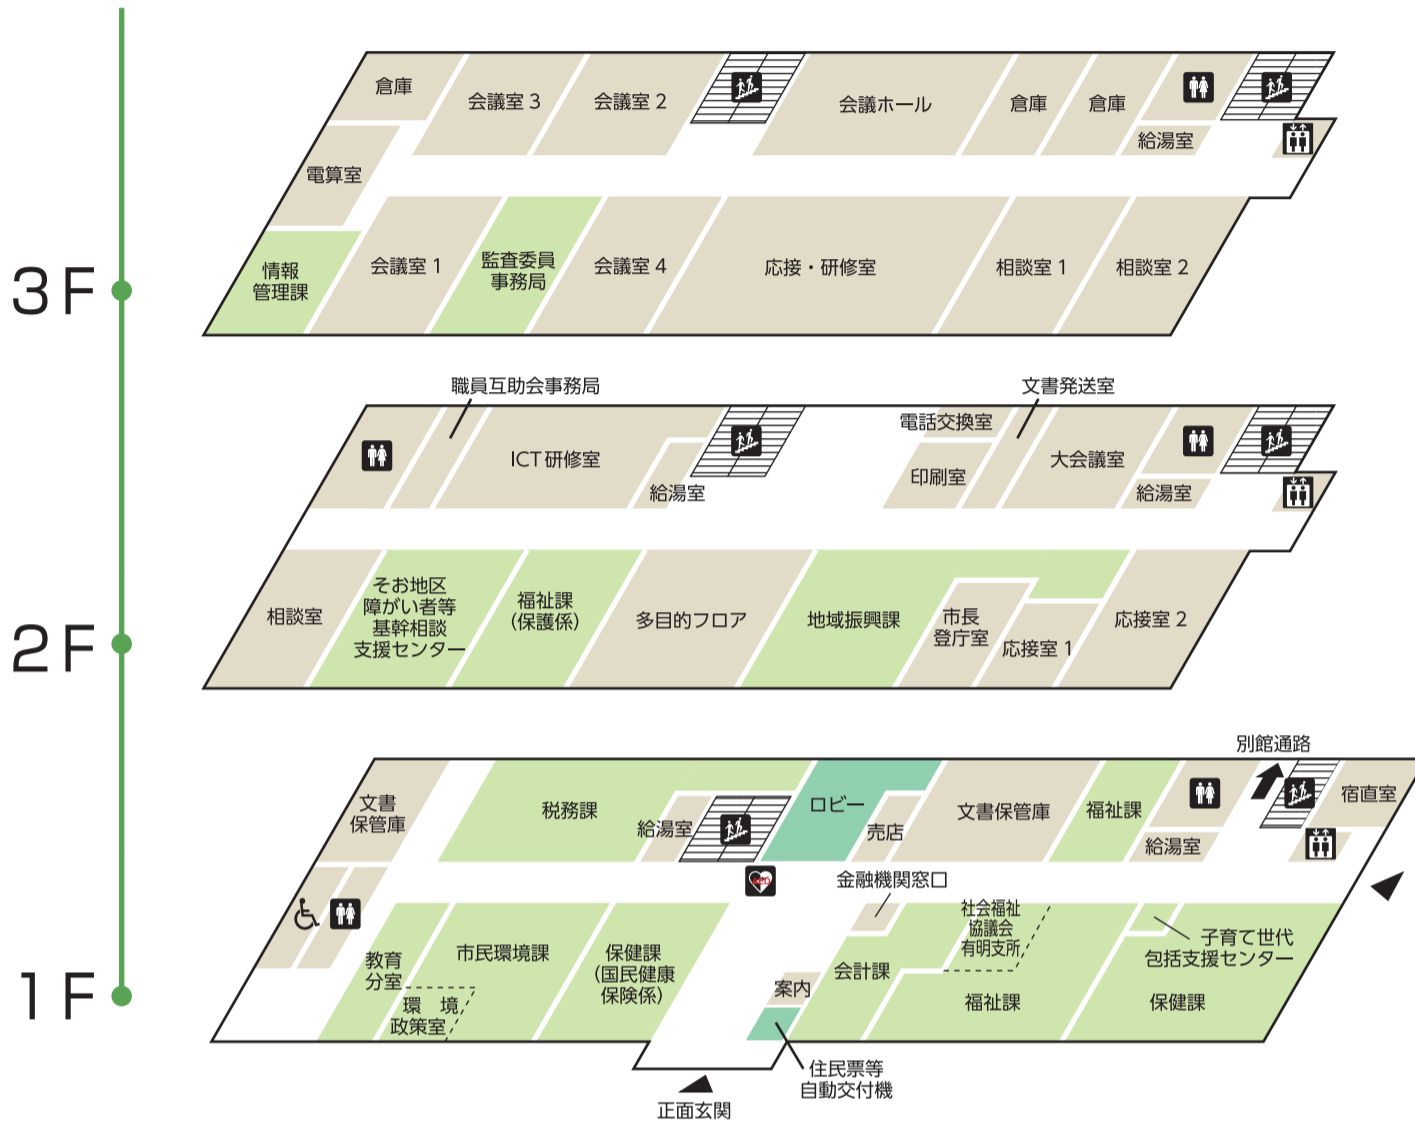 3F
倉庫
会議室 3
会議室 2
会議ホール
倉庫
倉庫
給湯室
電算室
情報
管理課
会議室 1
監査委員
事務局
会議室 4
応接・研修室
相談室 1
相談室 2
2F
職員互助会事務局
文書発送室
ICT研修室
給湯室
電話交換室
印刷室
大会議室
給湯室
相談室
そお地区
障がい者等
基幹相談
支援センター
福祉課
（保護係）
多目的フロア
地域振興課
市長
登庁室
応接室 1
応接室 2
1F
別館通路
文書
保管庫
税務課
給湯室
ロビー
売店
文書保管庫
福祉課
給湯室
宿直室
AED
金融機関窓口
教育
分室
市民環境課
環　境
政策室
保健課
（国民健康
保険係）
案内
会計課
社会福祉
協議会
有明支所
福祉課
子育て世代
包括支援センター
保健課
住民票等
自動交付機
正面玄関